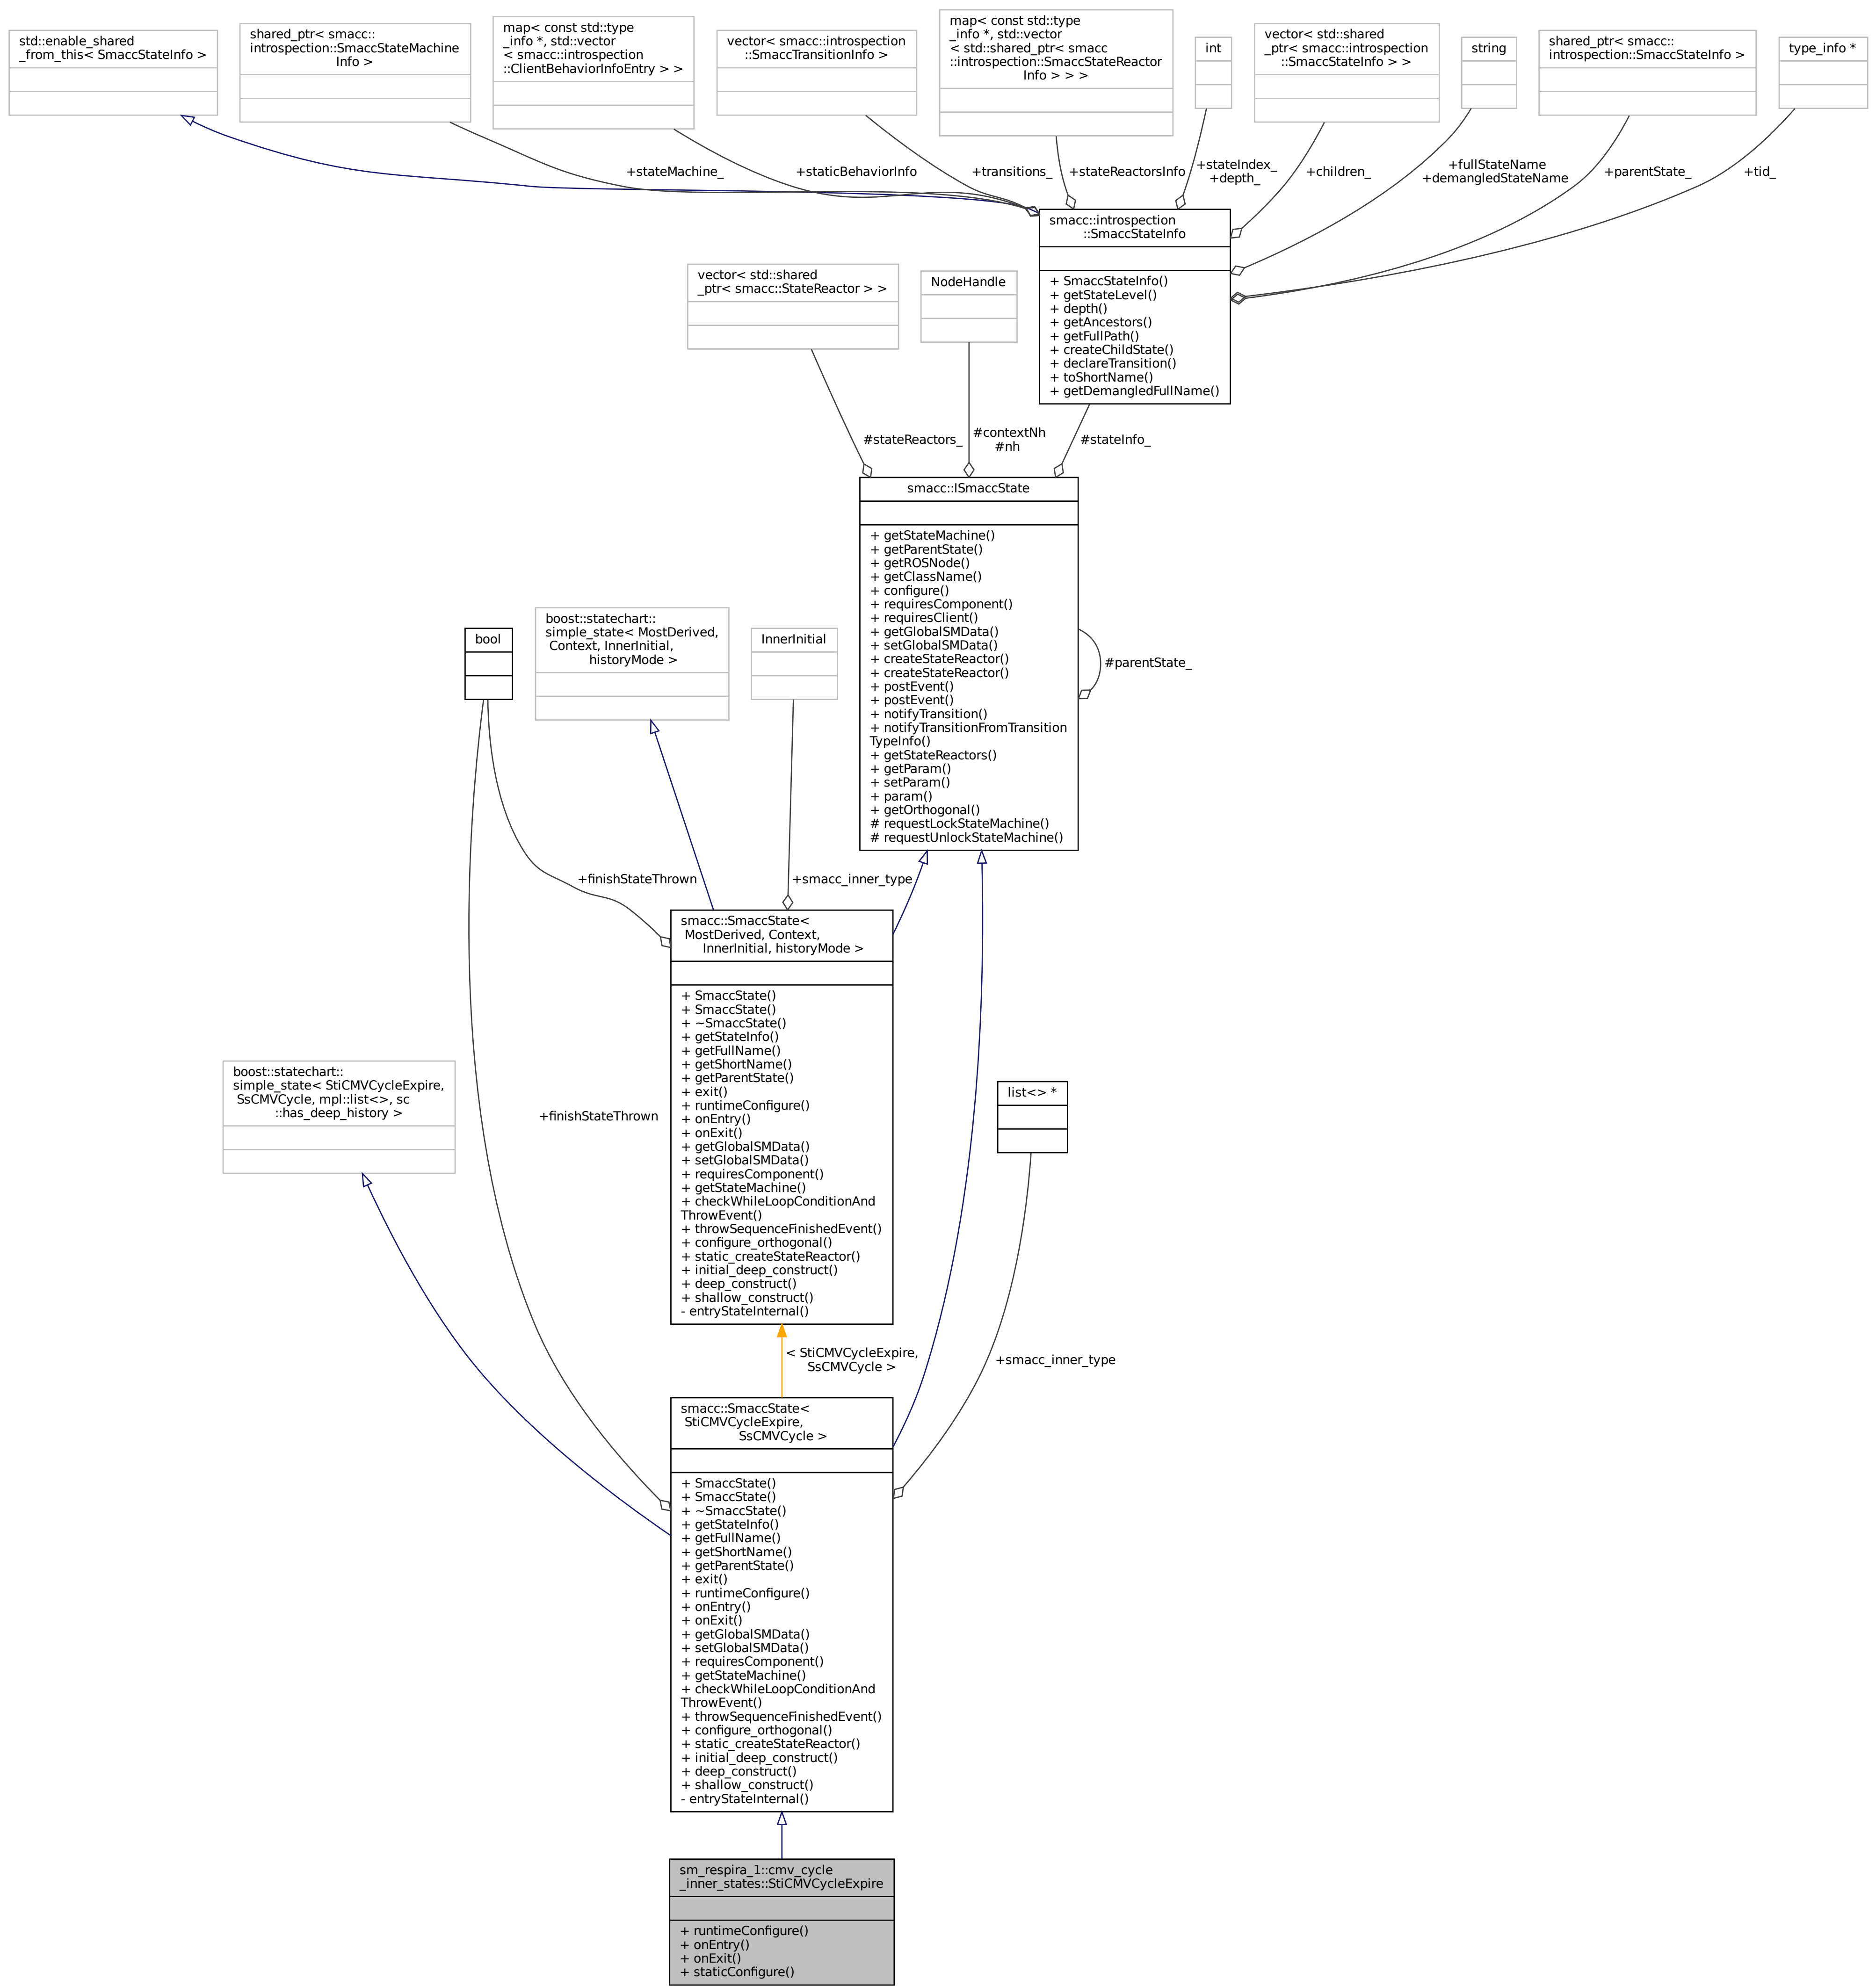 std::enable_shared
_from_this< SmaccStateInfo >
shared_ptr< smacc::
introspection::SmaccStateMachine
Info >
map< const std::type
_info *, std::vector
< smacc::introspection
::ClientBehaviorInfoEntry > >
vector< smacc::introspection
::SmaccTransitionInfo >
map< const std::type
_info *, std::vector
< std::shared_ptr< smacc
::introspection::SmaccStateReactor
Info > > >
int
vector< std::shared
_ptr< smacc::introspection
::SmaccStateInfo > >
string
shared_ptr< smacc::
introspection::SmaccStateInfo >
type_info *
+stateMachine_
+staticBehaviorInfo
+transitions_
+stateReactorsInfo
+stateIndex_
+depth_
+children_
+fullStateName
+demangledStateName
+parentState_
+tid_
smacc::introspection
::SmaccStateInfo
+ SmaccStateInfo()
+ getStateLevel()
+ depth()
+ getAncestors()
+ getFullPath()
+ createChildState()
+ declareTransition()
+ toShortName()
+ getDemangledFullName()
vector< std::shared
_ptr< smacc::StateReactor > >
NodeHandle
#stateReactors_
#contextNh
#nh
#stateInfo_
smacc::ISmaccState
+ getStateMachine()
+ getParentState()
+ getROSNode()
+ getClassName()
+ configure()
+ requiresComponent()
+ requiresClient()
+ getGlobalSMData()
+ setGlobalSMData()
+ createStateReactor()
+ createStateReactor()
+ postEvent()
+ postEvent()
+ notifyTransition()
+ notifyTransitionFromTransition
TypeInfo()
+ getStateReactors()
+ getParam()
+ setParam()
+ param()
+ getOrthogonal()
# requestLockStateMachine()
# requestUnlockStateMachine()
#parentState_
bool
boost::statechart::
simple_state< MostDerived,
Context, InnerInitial,
historyMode >
InnerInitial
+finishStateThrown
+smacc_inner_type
smacc::SmaccState<
MostDerived, Context,
InnerInitial, historyMode >
+ SmaccState()
+ SmaccState()
+ ~SmaccState()
+ getStateInfo()
+ getFullName()
+ getShortName()
+ getParentState()
+ exit()
+ runtimeConfigure()
+ onEntry()
+ onExit()
+ getGlobalSMData()
+ setGlobalSMData()
+ requiresComponent()
+ getStateMachine()
+ checkWhileLoopConditionAnd
ThrowEvent()
+ throwSequenceFinishedEvent()
+ configure_orthogonal()
+ static_createStateReactor()
+ initial_deep_construct()
+ deep_construct()
+ shallow_construct()
- entryStateInternal()
boost::statechart::
simple_state< StiCMVCycleExpire,
SsCMVCycle, mpl::list<>, sc
::has_deep_history >
+finishStateThrown
list<> *
< StiCMVCycleExpire,
SsCMVCycle >
+smacc_inner_type
smacc::SmaccState<
StiCMVCycleExpire,
SsCMVCycle >
+ SmaccState()
+ SmaccState()
+ ~SmaccState()
+ getStateInfo()
+ getFullName()
+ getShortName()
+ getParentState()
+ exit()
+ runtimeConfigure()
+ onEntry()
+ onExit()
+ getGlobalSMData()
+ setGlobalSMData()
+ requiresComponent()
+ getStateMachine()
+ checkWhileLoopConditionAnd
ThrowEvent()
+ throwSequenceFinishedEvent()
+ configure_orthogonal()
+ static_createStateReactor()
+ initial_deep_construct()
+ deep_construct()
+ shallow_construct()
- entryStateInternal()
sm_respira_1::cmv_cycle
_inner_states::StiCMVCycleExpire
+ runtimeConfigure()
+ onEntry()
+ onExit()
+ staticConfigure()